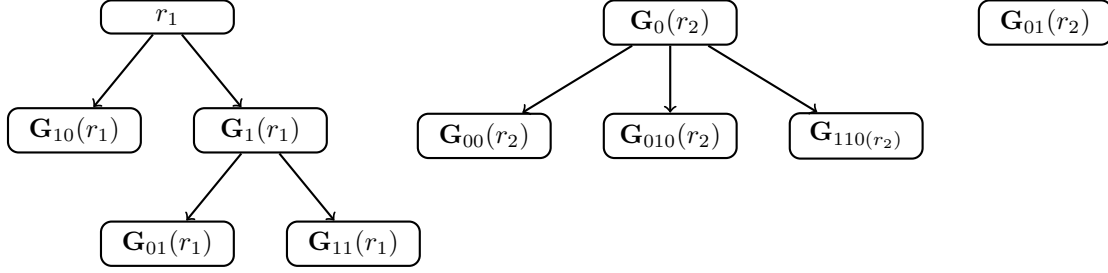 r₁ G₀(r₂) G₀₁(r₂)
G₁₀(r₁) G₁(r₁) G₀₀(r₂) G₀₁₀(r₂) G₁₁₀₍r₂₎
G₀₁(r₁) G₁₁(r₁)